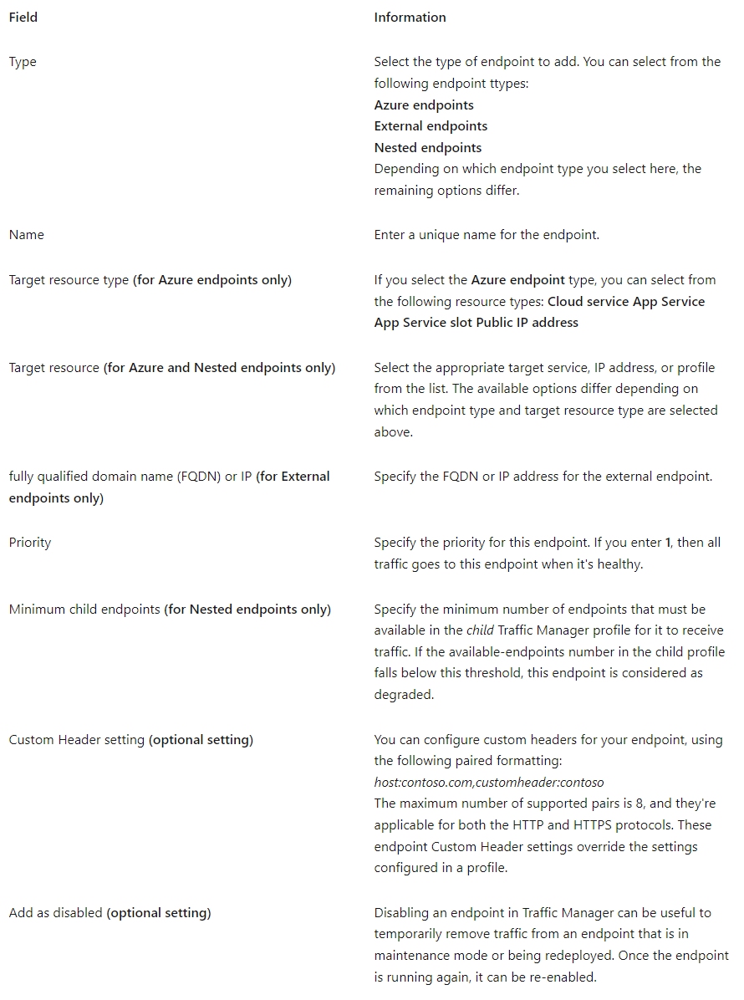 Field
Information
Type
Select the type of endpoint to add. You can select from the
following endpoint ttypes:
Azure endpoints
External endpoints
Nested endpoints
Depending on which endpoint type you select here, the
remaining options differ.
Name
Enter a unique name for the endpoint.
Target resource type (for Azure endpoints only)
If you select the Azure endpoint type, you can select from
the following resource types: Cloud service App Service
App Service slot Public IP address
Target resource (for Azure and Nested endpoints only)
Select the appropriate target service, IP address, or profile
from the list. The available options differ depending on
which endpoint type and target resource type are selected
above.
fully qualified domain name (FQDN) or IP (for External
endpoints only)
Specify the FQDN or IP address for the external endpoint.
Priority
Specify the priority for this endpoint. If you enter 1, then all
traffic goes to this endpoint when it's healthy.
Minimum child endpoints (for Nested endpoints only)
Specify the minimum number of endpoints that must be
available in the child Traffic Manager profile for it to receive
traffic. If the available-endpoints number in the child profile
falls below this threshold, this endpoint is considered as
degraded.
Custom Header setting (optional setting)
You can configure custom headers for your endpoint, using
the following paired formatting:
host:contoso.com,customheader:contoso
The maximum number of supported pairs is 8, and they're
applicable for both the HTTP and HTTPS protocols. These
endpoint Custom Header settings override the settings
configured in a profile.
Add as disabled (optional setting)
Disabling an endpoint in Traffic Manager can be useful to
temporarily remove traffic from an endpoint that is in
maintenance mode or being redeployed. Once the endpoint
is running again, it can be re-enabled.